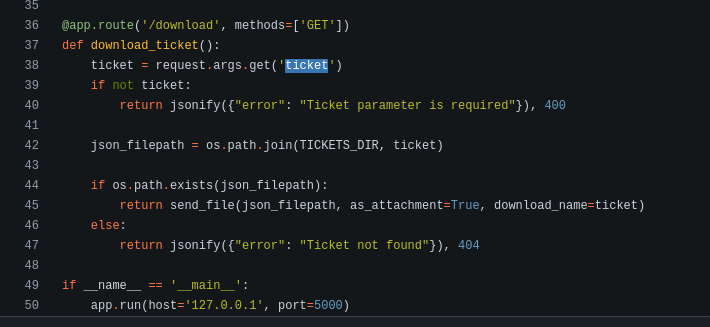 35
36 @app.route('/download', methods=['GET'])
37 def download_ticket():
38     ticket = request.args.get('ticket')
39     if not ticket:
40         return jsonify({"error": "Ticket parameter is required"}), 400
41
42     json_filepath = os.path.join(TICKETS_DIR, ticket)
43
44     if os.path.exists(json_filepath):
45         return send_file(json_filepath, as_attachment=True, download_name=ticket)
46     else:
47         return jsonify({"error": "Ticket not found"}), 404
48
49 if __name__ == '__main__':
50     app.run(host='127.0.0.1', port=5000)